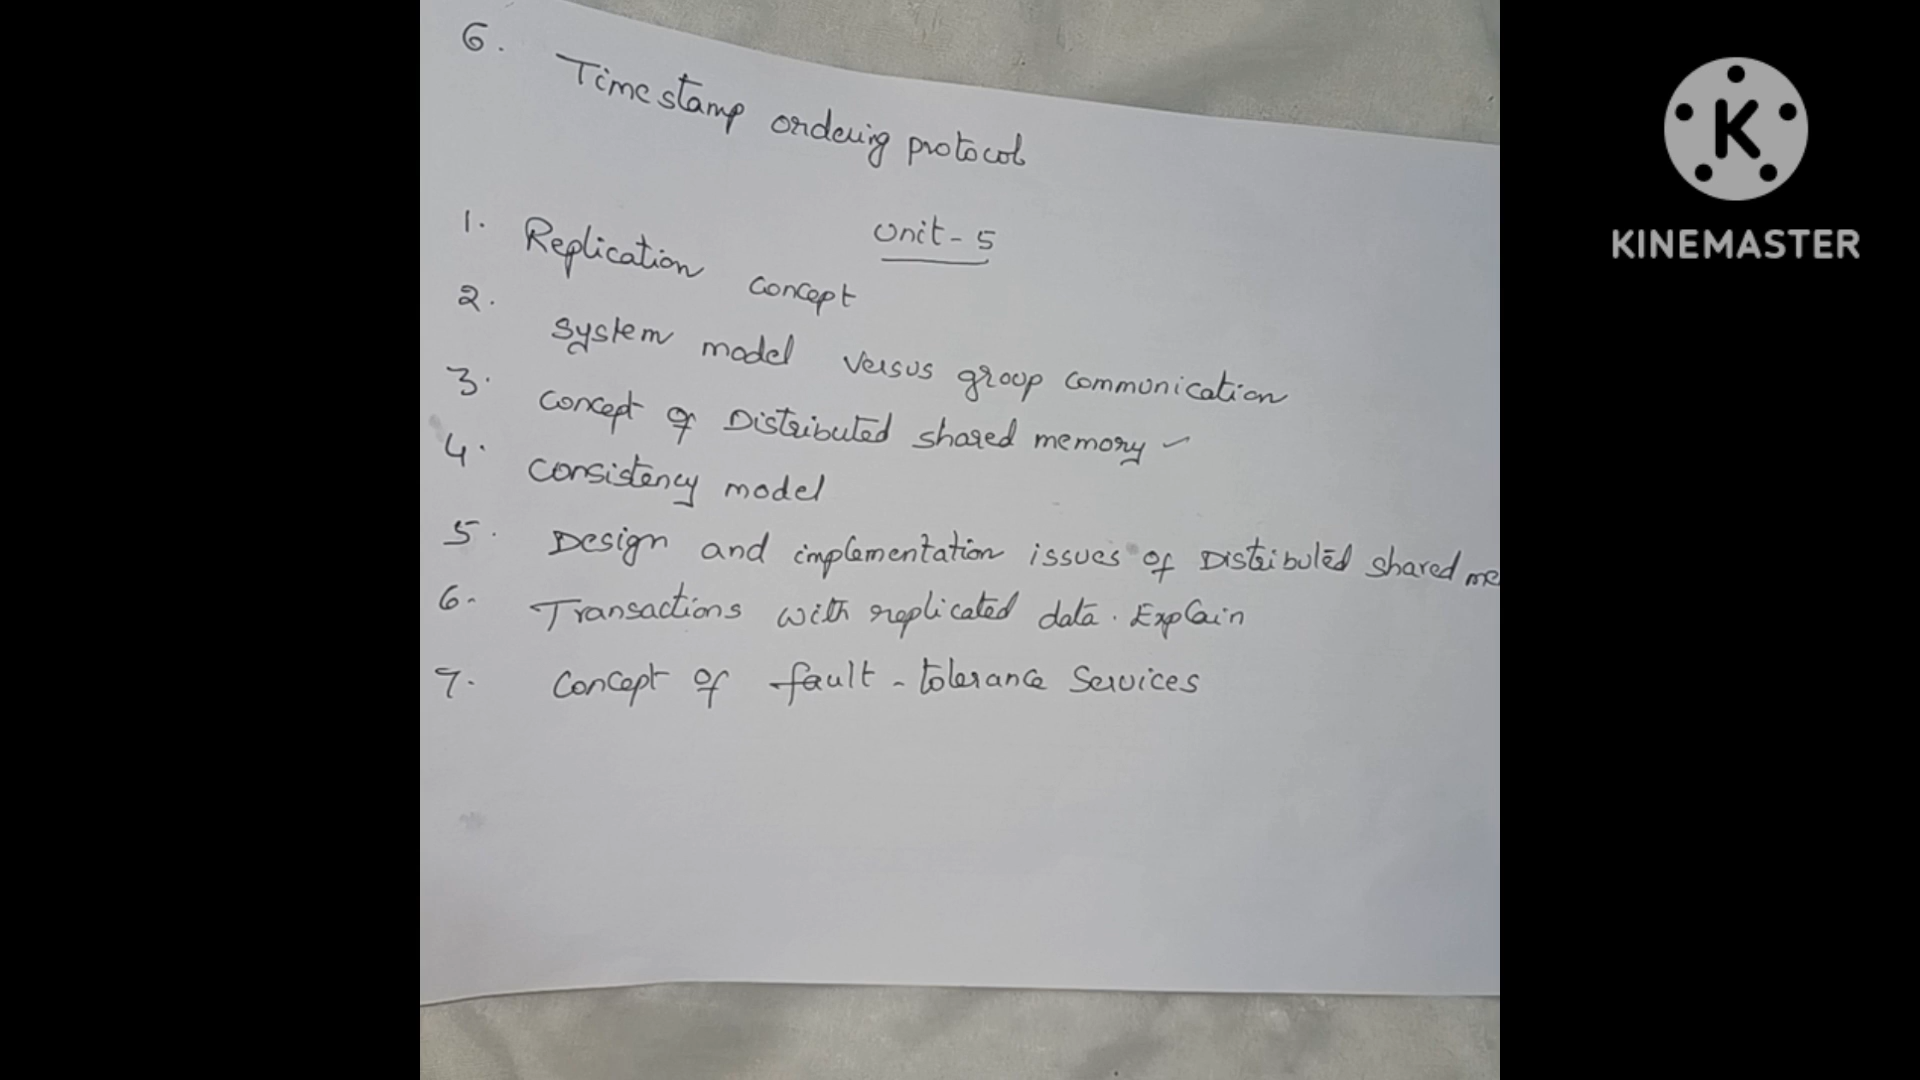 6. Timestamp ordering protocol
Unit - 5
1. Replication concept
2. System model versus group communication
3. Concept of Distributed shared memory
4. Consistency model
5. Design and implementation issues of Distributed shared me
6. Transactions with replicated data. Explain
7. Concept of fault - tolerance Services
KINEMASTER